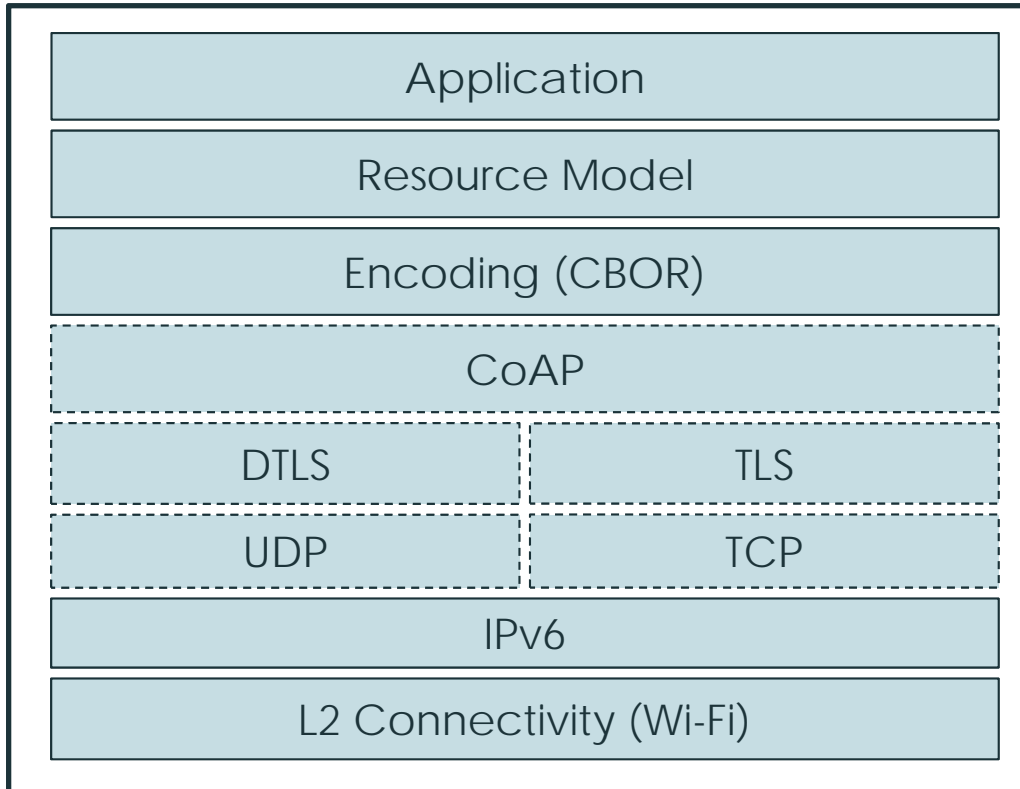 Application
Resource Model
Encoding (CBOR)
CoAP
DTLS
TLS
UDP
TCP
IPv6
L2 Connectivity (Wi-Fi)